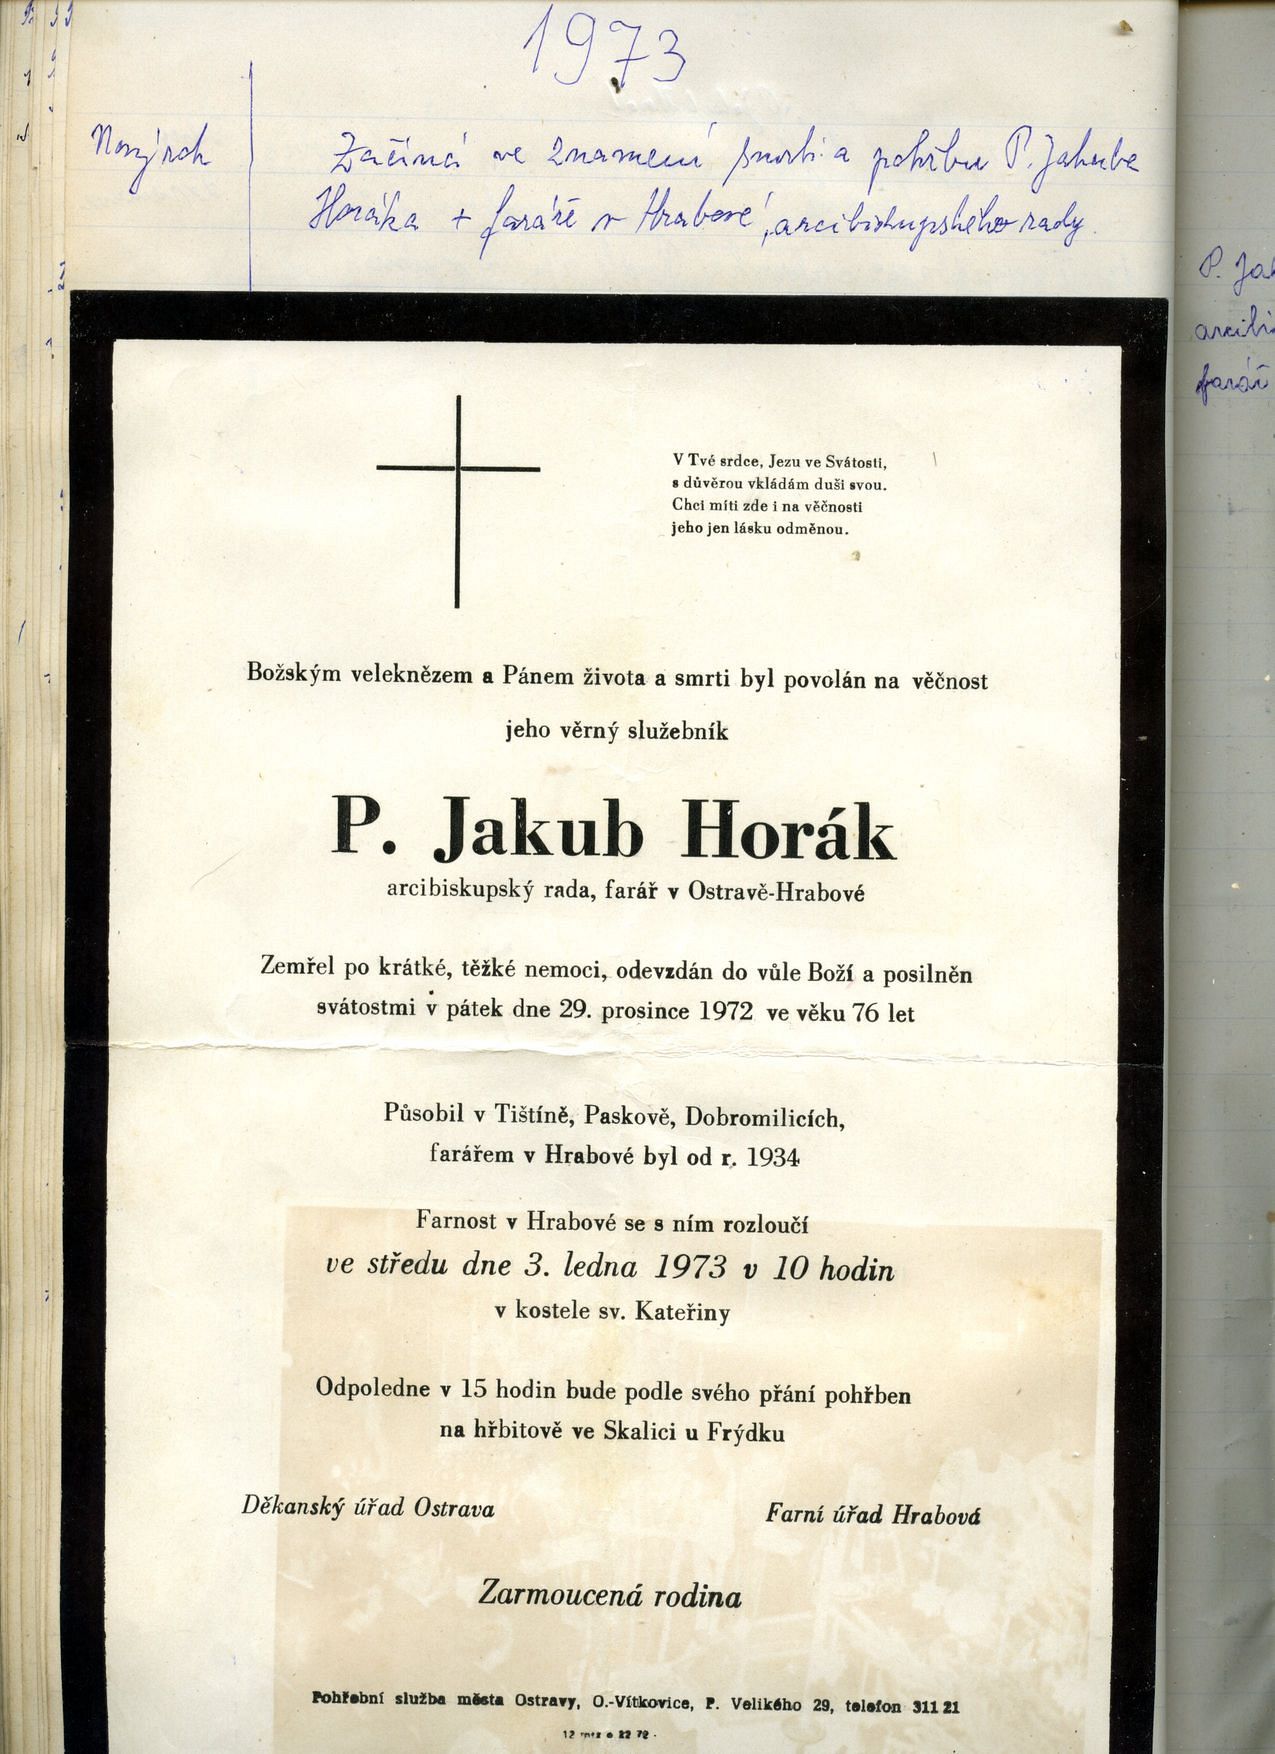 1973
Nový rok
Začíná ve znamení smrti a pohřbu P. Jakuba
Horáka + faráře v Hrabové, arcibiskupského rady.
P. Jak
arcibi
farář
V Tvé srdce, Jezu ve Svátosti,
s důvěrou vkládám duši svou.
Chci míti zde i na věčnosti
jeho jen lásku odměnou.
Božským veleknězem a Pánem života a smrti byl povolán na věčnost
jeho věrný služebník
P. Jakub Horák
arcibiskupský rada, farář v Ostravě-Hrabové
Zemřel po krátké, těžké nemoci, odevzdán do vůle Boží a posilněn
svátostmi v pátek dne 29. prosince 1972 ve věku 76 let
Působil v Tištíně, Paskově, Dobromilicích,
farářem v Hrabové byl od r. 1934
Farnost v Hrabové se s ním rozloučí
ve středu dne 3. ledna 1973 v 10 hodin
v kostele sv. Kateřiny
Odpoledne v 15 hodin bude podle svého přání pohřben
na hřbitově ve Skalici u Frýdku
Děkanský úřad Ostrava
Farní úřad Hrabová
Zarmoucená rodina
Pohřební služba města Ostravy, O.-Vítkovice, P. Velikého 29, telefon 311 21